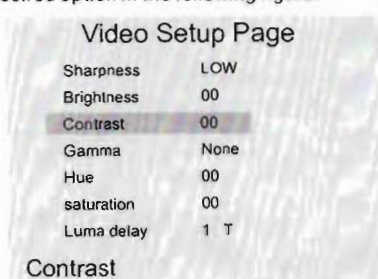 Video Setup Page
Sharpness LOW
Brightness 00
Contrast 00
Gamma None
Hue 00
saturation 00
Luma delay 1 T
Contrast